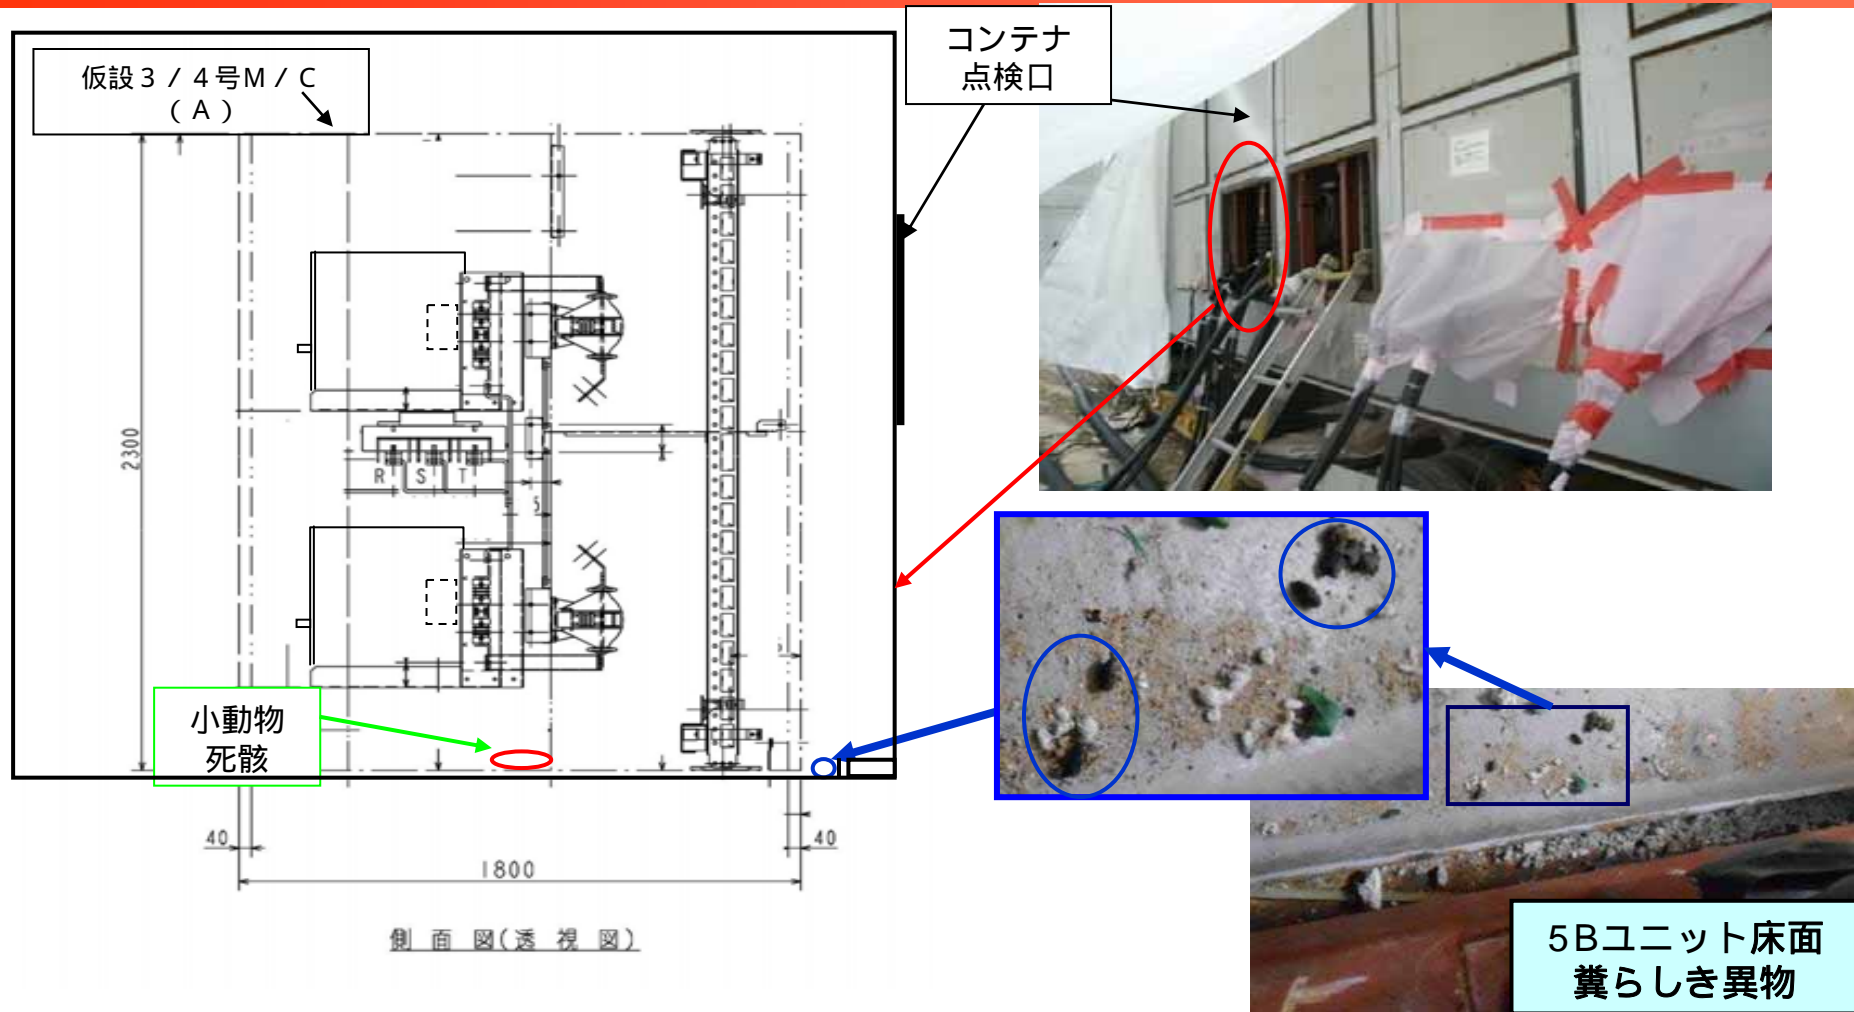 仮設３／４号M／C
（A）
コンテナ
点検口
2300
R S T
5
小動物
死骸
40
40
1800
側面図(透視図)
5Bユニット床面
糞らしき異物